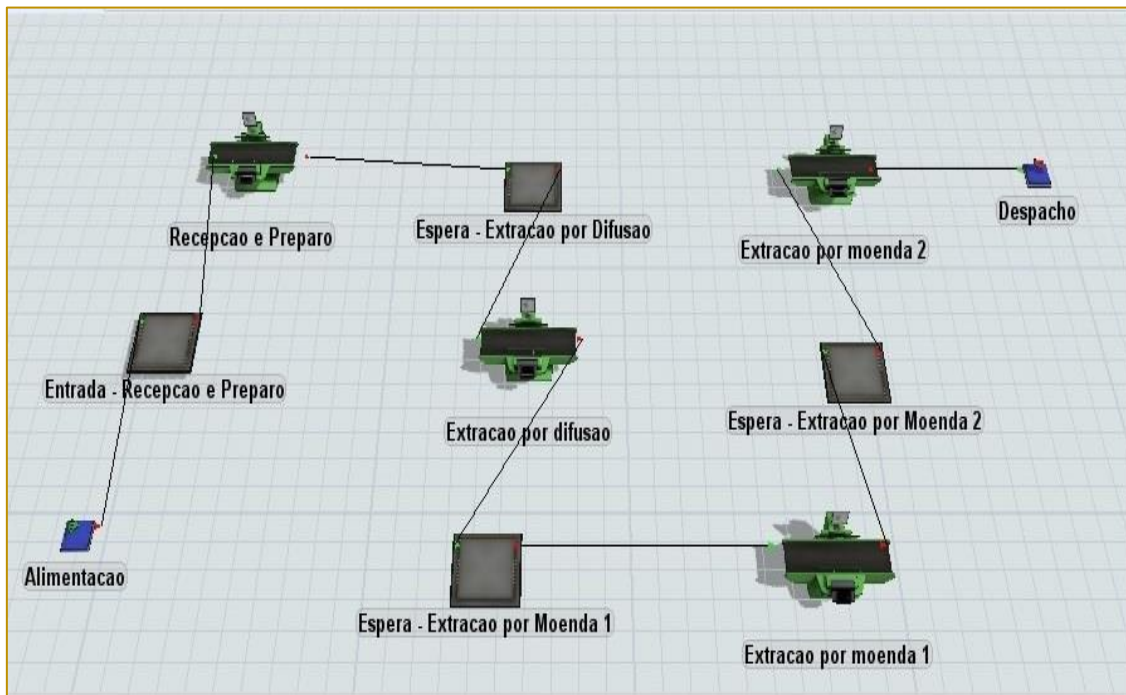 Recepcao e Preparo
Espera - Extracao por Difusao
Extracao por moenda 2
Despacho
Entrada - Recepcao e Preparo
Extracao por difusao
Espera - Extracao por Moenda 2
Alimentacao
Espera - Extracao por Moenda 1
Extracao por moenda 1